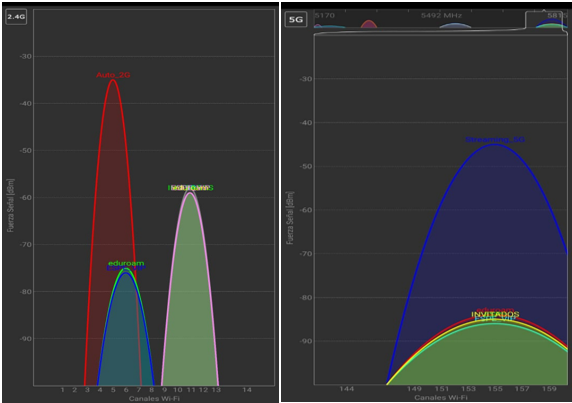 2.4G
-30
Auto_2G
-40
-50
-60
eduroam
-70
-80
-90
1 2 3 4 5 6 7 8 9 10 11 12 13 14
Canales Wi-Fi
Fuerza Señal [dBm]
5G
5170
5492 MHz
-30
-40
Streaming_5G
-50
-60
-70
-80
INVITADOS
-90
144 149 151 153 155 157 159
Canales Wi-Fi
Fuerza Señal [dBm]